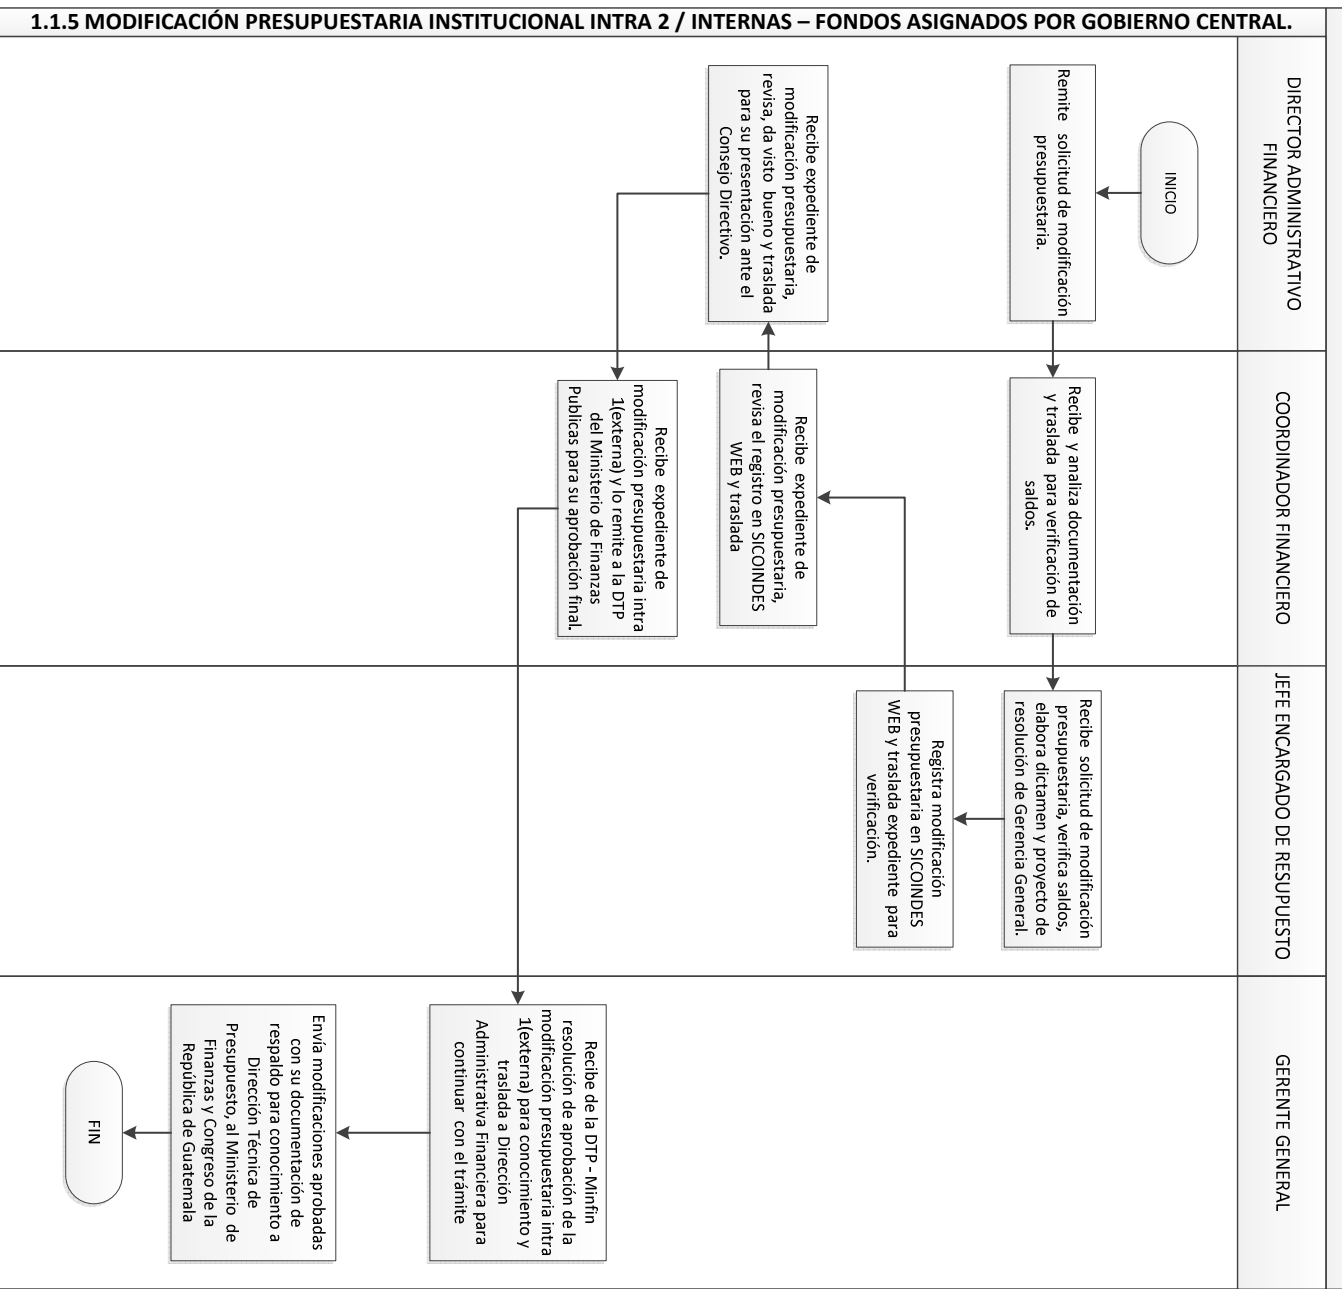 1.1.5 MODIFICACIÓN PRESUPUESTARIA INSTITUCIONAL INTRA 2 / INTERNAS – FONDOS ASIGNADOS POR GOBIERNO CENTRAL.
DIRECTOR ADMINISTRATIVO
FINANCIERO
COORDINADOR FINANCIERO
JEFE ENCARGADO DE RESUPUESTO
GERENTE GENERAL
INICIO
Remite solicitud de modificación
presupuestaria.
Recibe y analiza documentación
y traslada para verificación de
saldos.
Recibe solicitud de modificación
presupuestaria, verifica saldos,
elabora dictamen y proyecto de
resolución de Gerencia General.
Registra modificación
presupuestaria en SICOINDES
WEB y traslada expediente para
verificación.
Recibe expediente de
modificación presupuestaria,
revisa el registro en SICOINDES
WEB y traslada
Recibe expediente de
modificación presupuestaria,
revisa, da visto bueno y traslada
para su presentación ante el
Consejo Directivo.
Recibe expediente de
modificación presupuestaria intra
1(externa) y lo remite a la DTP
del Ministerio de Finanzas
Publicas para su aprobación final.
Recibe de la DTP - Minfin
resolución de aprobación de la
modificación presupuestaria intra
1(externa) para conocimiento y
traslada a Dirección
Administrativa Financiera para
continuar con el trámite
Envía modificaciones aprobadas
con su documentación de
respaldo para conocimiento a
Dirección Técnica de
Presupuesto, al Ministerio de
Finanzas y Congreso de la
República de Guatemala
FIN